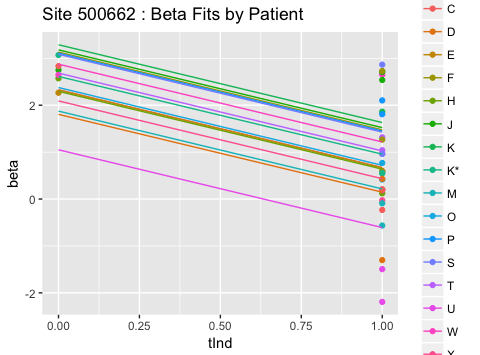 Site 500662 : Beta Fits by Patient
beta
2
0
-2
0.00
0.25
0.50
0.75
1.00
tInd
C
D
E
F
H
J
K
K*
M
O
P
S
T
U
W